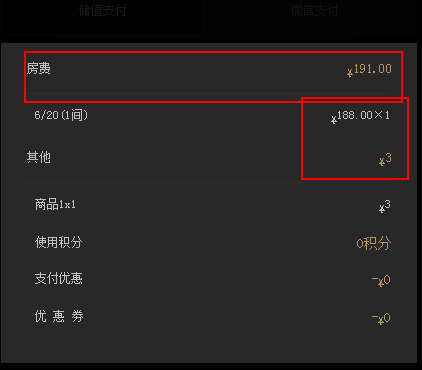 储值支付 微信支付
房费 ¥191.00
6/20(1间) ¥188.00×1
其他 ¥3
商品1x1 ¥3
使用积分 0积分
支付优惠 -¥0
优 惠 券 -¥0